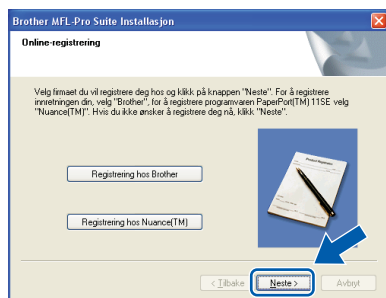 Brother MFL-Pro Suite Installasjon
Online-registrering
Velg firmaet du vil registrere deg hos og klikk på knappen "Neste". For å registrere
innretningen din, velg "Brother", for å registrere programvaren PaperPort(TM) 11SE velg
"Nuance(TM)". Hvis du ikke ønsker å registrere deg nå, klikk "Neste".
Registrering hos Brother
Product Registration
Registrering hos Nuance(TM)
< Tilbake Neste > Avbryt